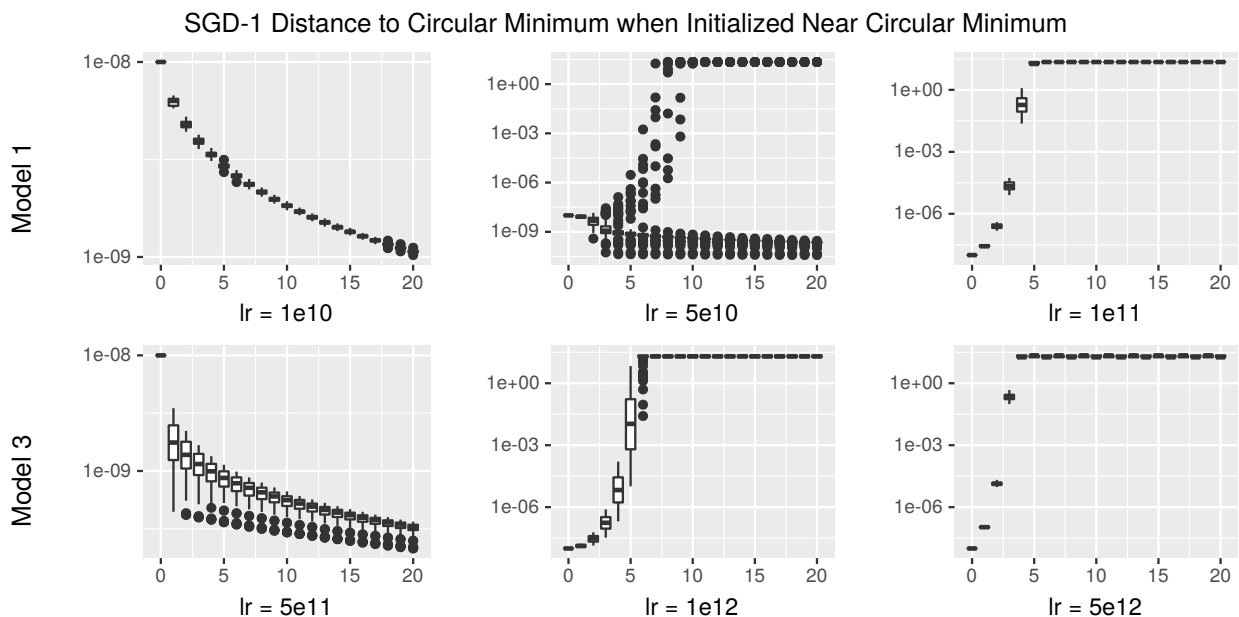 SGD-1 Distance to Circular Minimum when Initialized Near Circular Minimum
Model 1
1e-08
1e-09
0 5 10 15 20
lr = 1e10
1e+00
1e-03
1e-06
1e-09
0 5 10 15 20
lr = 5e10
1e+00
1e-03
1e-06
0 5 10 15 20
lr = 1e11
Model 3
1e-08
1e-09
0 5 10 15 20
lr = 5e11
1e+00
1e-03
1e-06
0 5 10 15 20
lr = 1e12
1e+00
1e-03
1e-06
0 5 10 15 20
lr = 5e12